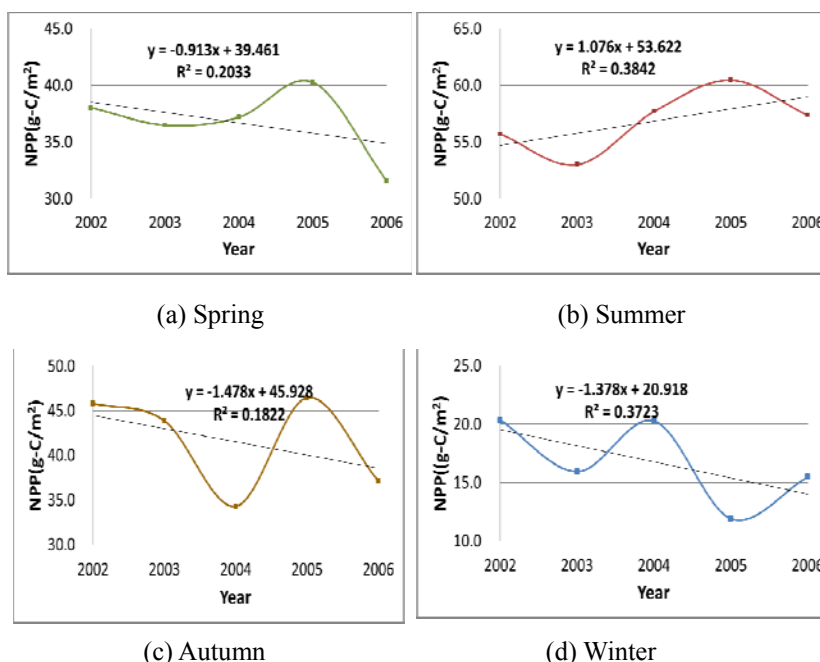 y = -0.913x + 39.461
R² = 0.2033
NPP(g-C/m²)
45.0
40.0
35.0
30.0
2002 2003 2004 2005 2006
Year
(a) Spring
y = 1.076x + 53.622
R² = 0.3842
NPP(g-C/m²)
65.0
60.0
55.0
50.0
2002 2003 2004 2005 2006
Year
(b) Summer
y = -1.478x + 45.928
R² = 0.1822
NPP(g-C/m²)
50.0
45.0
40.0
35.0
30.0
2002 2003 2004 2005 2006
Year
(c) Autumn
y = -1.378x + 20.918
R² = 0.3723
NPP((g-C/m²)
25.0
20.0
15.0
10.0
2002 2003 2004 2005 2006
Year
(d) Winter